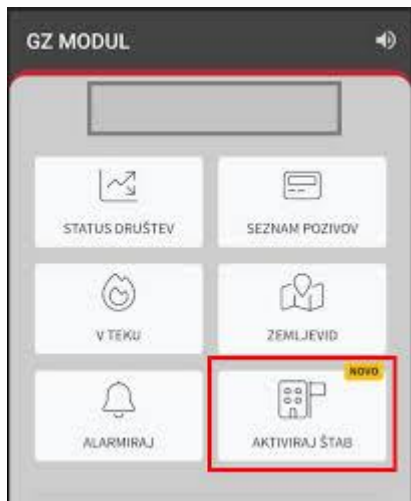 GZ MODUL
STATUS DRUŠTEV
SEZNAM POZIVOV
V TEKU
ZEMLJEVID
NOVO
ALARMIRAJ
AKTIVIRAJ ŠTAB